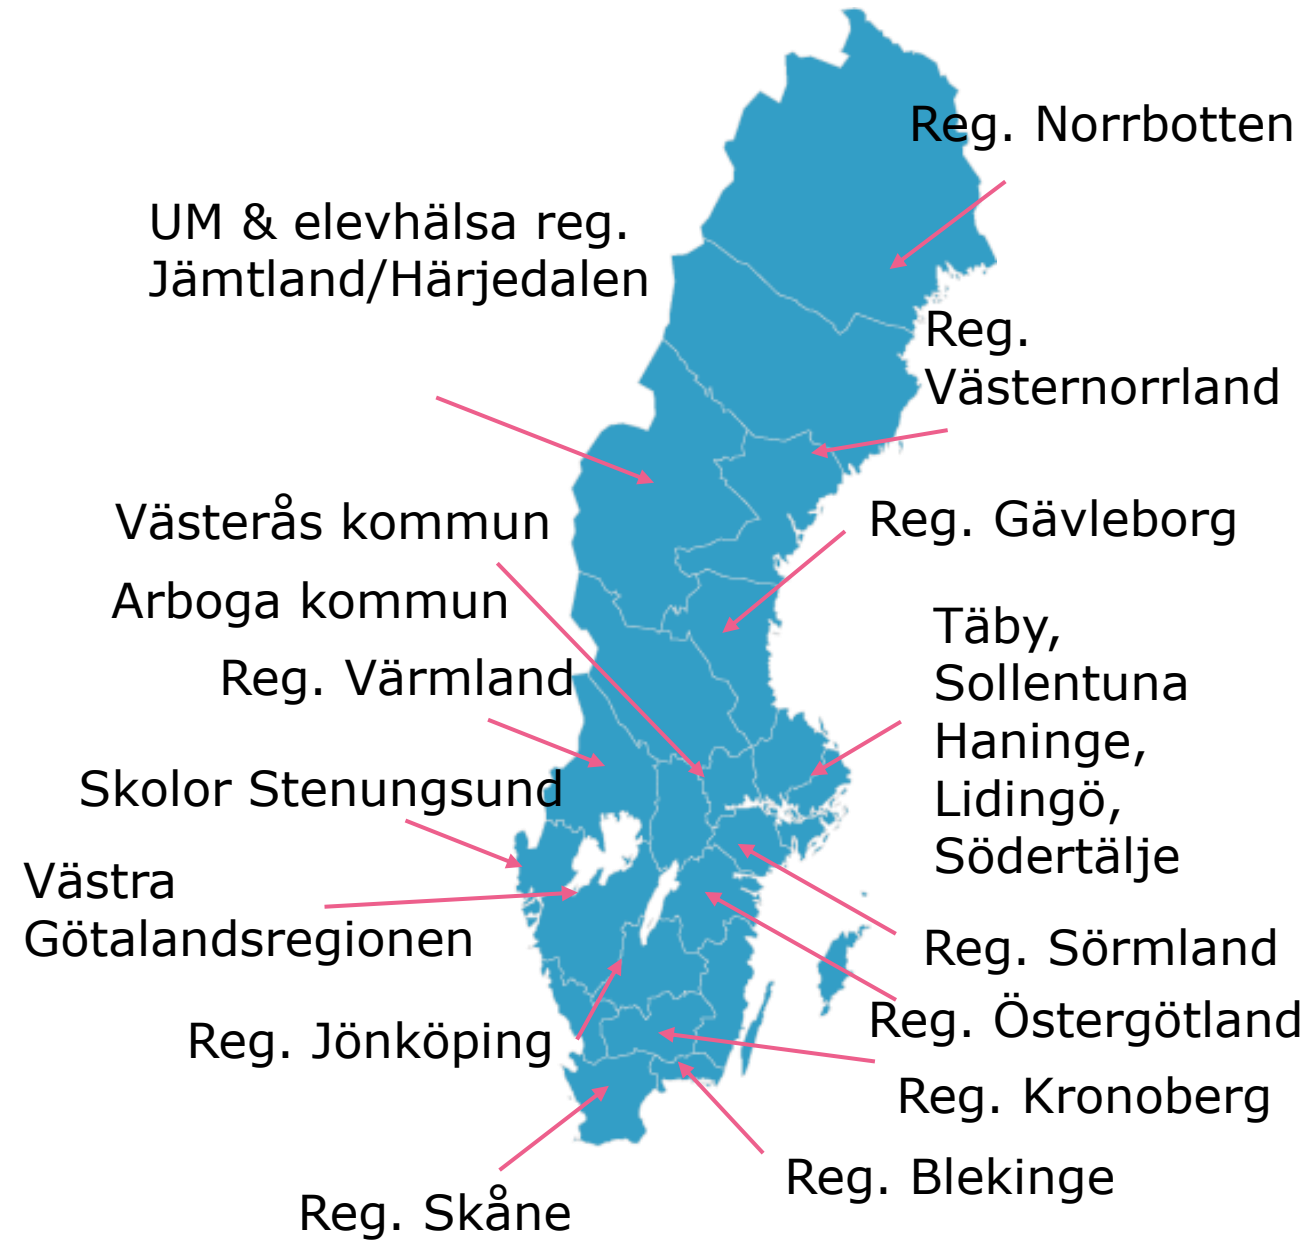 Reg. Norrbotten
UM & elevhälsa reg.
Jämtland/Härjedalen
Reg.
Västernorrland
Västerås kommun
Reg. Gävleborg
Arboga kommun
Reg. Värmland
Täby,
Sollentuna
Haninge,
Lidingö,
Södertälje
Skolor Stenungsund
Västra
Götalandsregionen
Reg. Sörmland
Reg. Östergötland
Reg. Jönköping
Reg. Kronoberg
Reg. Blekinge
Reg. Skåne